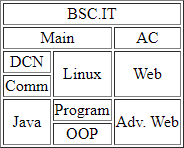 BSC.IT
Main AC
DCN Linux Web
Comm
Java Program Adv. Web
OOP